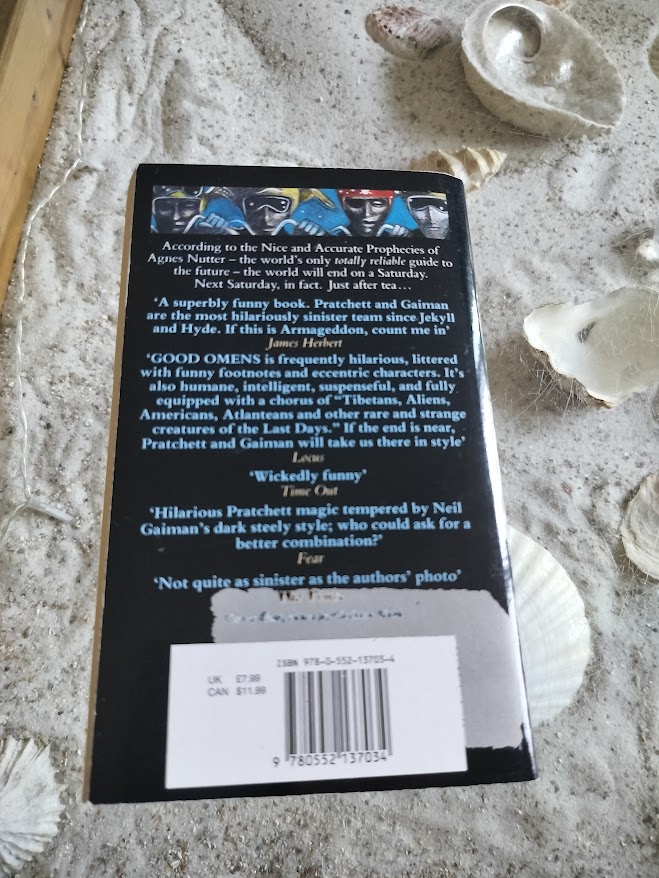 According to the Nice and Accurate Prophecies of
Agnes Nutter – the world's only totally reliable guide to
the future – the world will end on a Saturday.
Next Saturday, in fact. Just after tea…
'A superbly funny book. Pratchett and Gaiman
are the most hilariously sinister team since Jekyll
and Hyde. If this is Armageddon, count me in'
James Herbert
'GOOD OMENS is frequently hilarious, littered
with funny footnotes and eccentric characters. It's
also humane, intelligent, suspenseful, and fully
equipped with a chorus of "Tibetans, Aliens,
Americans, Atlanteans and other rare and strange
creatures of the Last Days." If the end is near,
Pratchett and Gaiman will take us there in style'
Locus
'Wickedly funny'
Time Out
'Hilarious Pratchett magic tempered by Neil
Gaiman's dark steely style; who could ask for a
better combination?'
Fear
'Not quite as sinister as the authors' photo'
ISBN 978-0-552-13703-4
UK £7.99
CAN $11.99
9 780552 137034